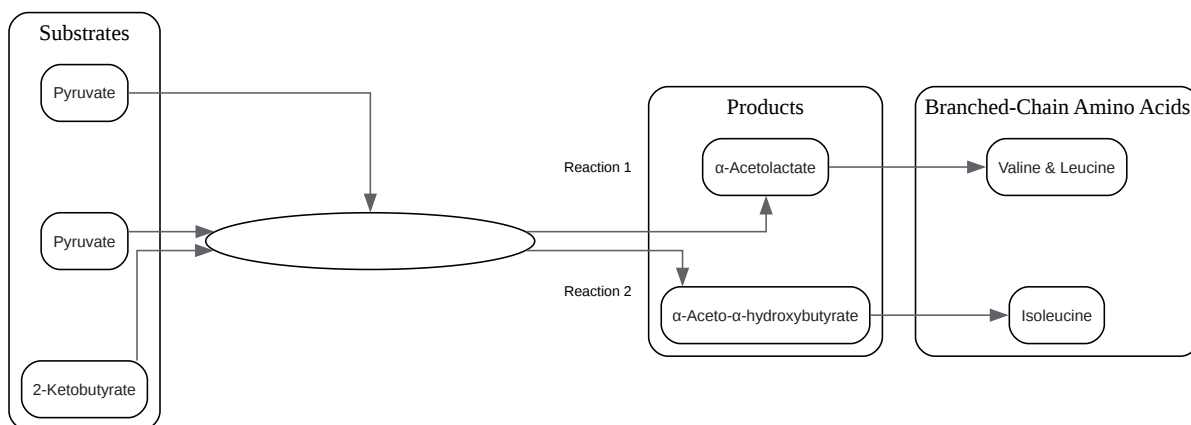 Substrates
Pyruvate
Pyruvate
2-Ketobutyrate
Reaction 1
Reaction 2
Products
α-Acetolactate
α-Aceto-α-hydroxybutyrate
Branched-Chain Amino Acids
Valine & Leucine
Isoleucine